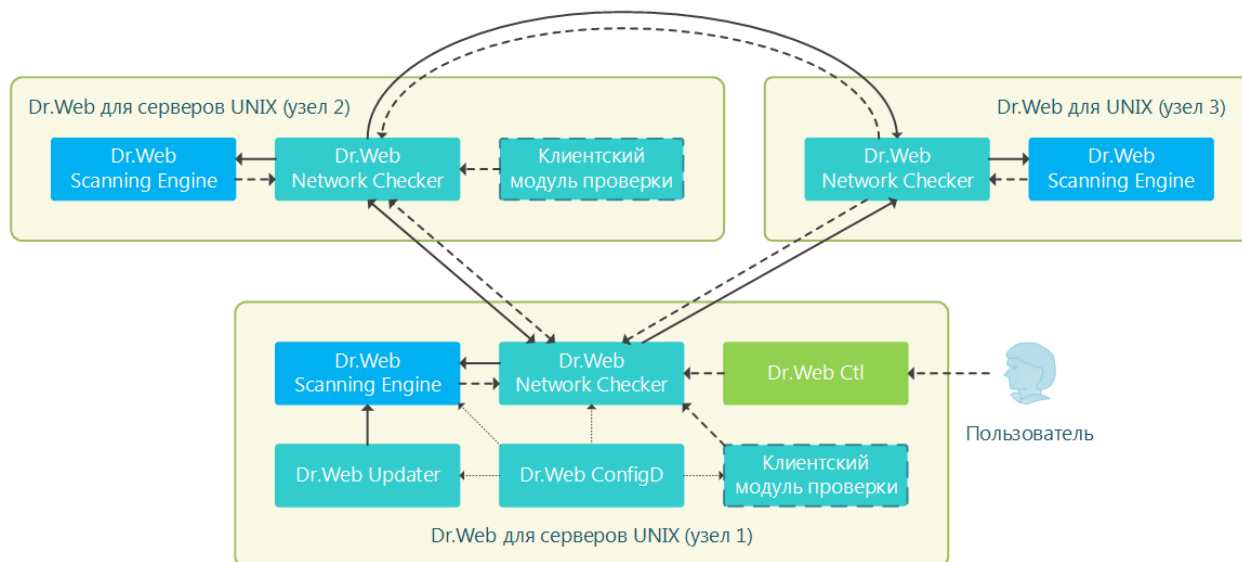 Dr.Web для серверов UNIX (узел 2)
Dr.Web
Scanning Engine
Dr.Web
Network Checker
Клиентский
модуль проверки
Dr.Web для UNIX (узел 3)
Dr.Web
Network Checker
Dr.Web
Scanning Engine
Dr.Web
Scanning Engine
Dr.Web
Network Checker
Dr.Web Ctl
Пользователь
Dr.Web Updater
Dr.Web ConfigD
Клиентский
модуль проверки
Dr.Web для серверов UNIX (узел 1)